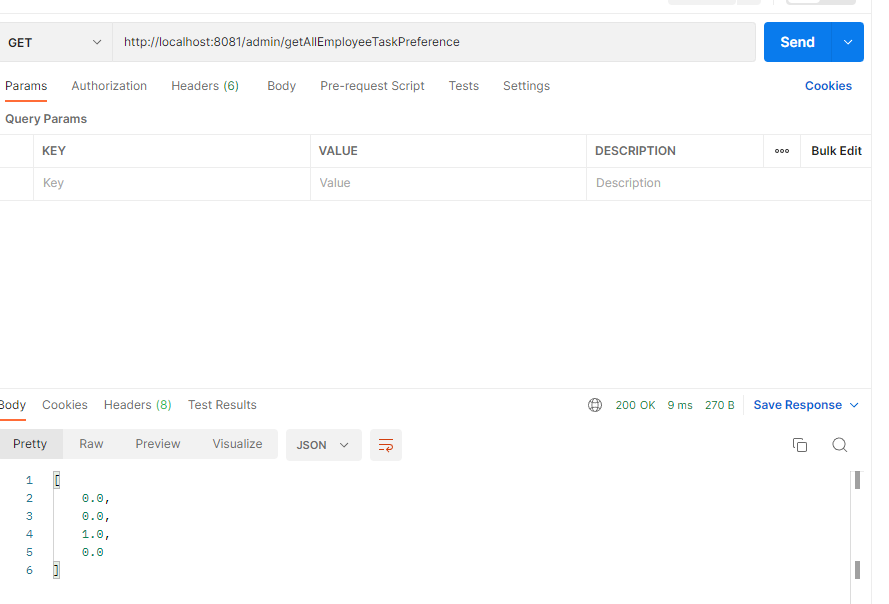 GET http://localhost:8081/admin/getAllEmployeeTaskPreference Send
Params Authorization Headers (6) Body Pre-request Script Tests Settings Cookies
Query Params
KEY VALUE DESCRIPTION ooo Bulk Edit
Key Value Description
Body Cookies Headers (8) Test Results 200 OK 9 ms 270 B Save Response
Pretty Raw Preview Visualize JSON
1 [
2 0.0,
3 0.0,
4 1.0,
5 0.0
6 ]